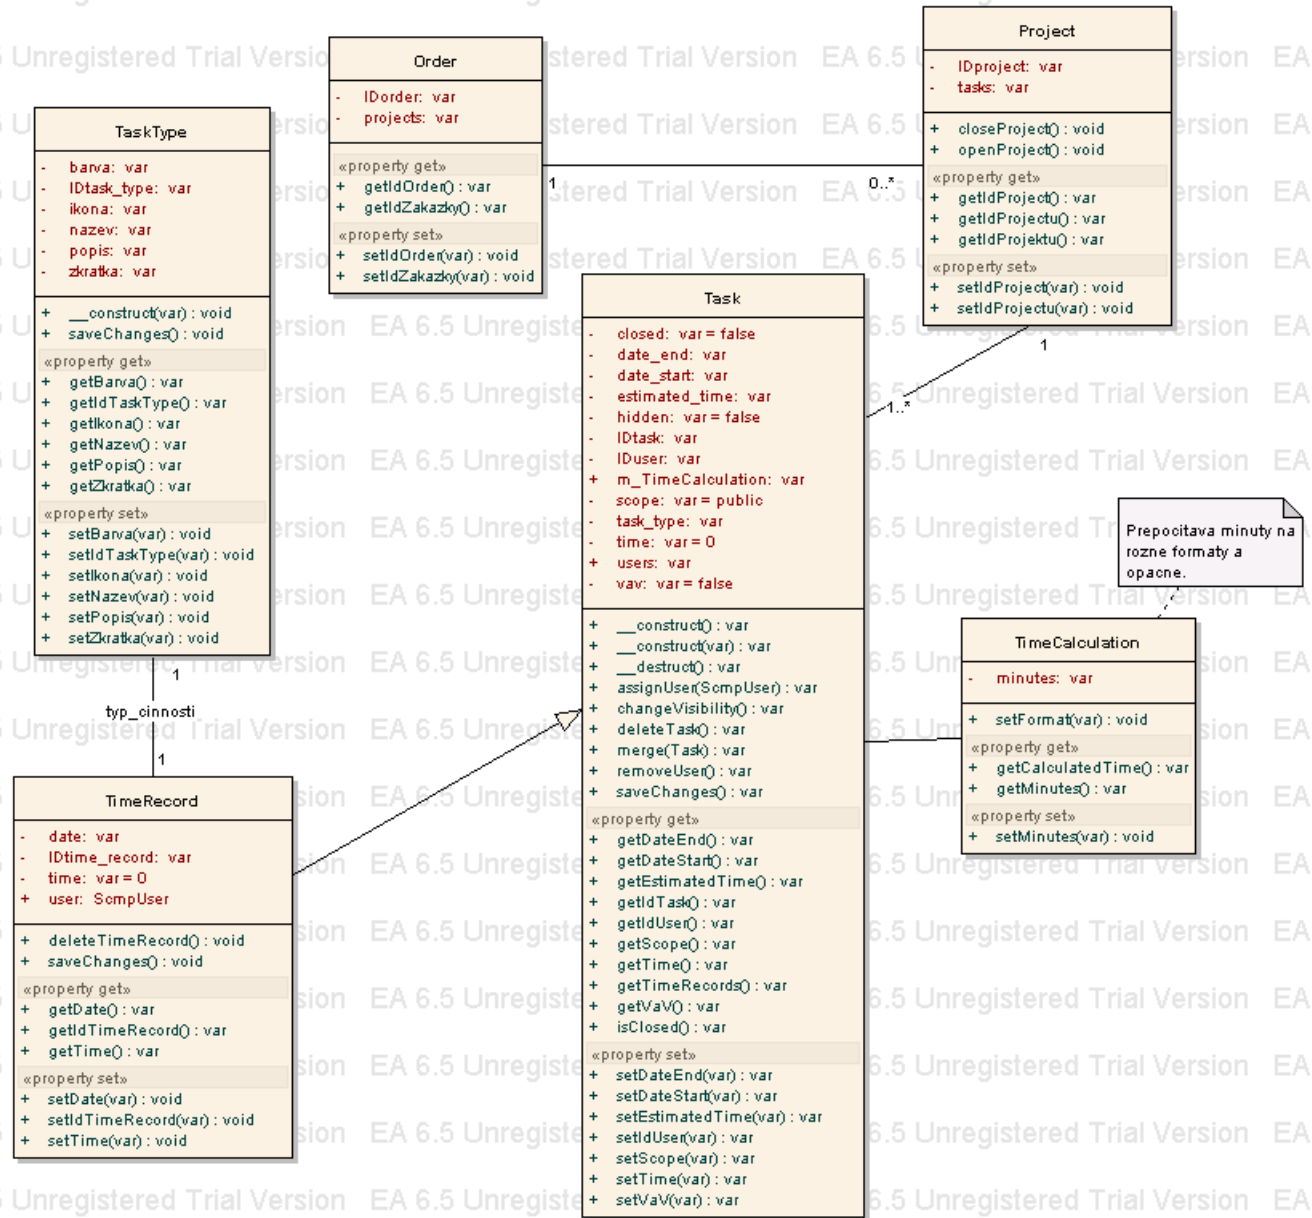 Order
- IDorder: var
- projects: var
«property get»
+ getIdOrder() : var
+ getIdZakazky() : var
«property set»
+ setIdOrder(var) : void
+ setIdZakazky(var) : void
1
0..*
Project
- IDproject: var
- tasks: var
+ closeProject() : void
+ openProject() : void
«property get»
+ getIdProject() : var
+ getIdProjectu() : var
+ getIdProjektu() : var
«property set»
+ setIdProject(var) : void
+ setIdProjectu(var) : void
1
1..*
TaskType
- barva: var
- IDtask_type: var
- ikona: var
- nazev: var
- popis: var
- zkratka: var
+ __construct(var) : void
+ saveChanges() : void
«property get»
+ getBarva() : var
+ getIdTaskType() : var
+ getIkona() : var
+ getNazev() : var
+ getPopis() : var
+ getZkratka() : var
«property set»
+ setBarva(var) : void
+ setIdTaskType(var) : void
+ setIkona(var) : void
+ setNazev(var) : void
+ setPopis(var) : void
+ setZkratka(var) : void
1
typ_cinnosti
1
TimeRecord
- date: var
- IDtime_record: var
- time: var = 0
+ user: ScmpUser
+ deleteTimeRecord() : void
+ saveChanges() : void
«property get»
+ getDate() : var
+ getIdTimeRecord() : var
+ getTime() : var
«property set»
+ setDate(var) : void
+ setIdTimeRecord(var) : void
+ setTime(var) : void
Task
- closed: var = false
- date_end: var
- date_start: var
- estimated_time: var
- hidden: var = false
- IDtask: var
- IDuser: var
+ m_TimeCalculation: var
- scope: var = public
- task_type: var
- time: var = 0
+ users: var
- vav: var = false
+ __construct() : var
+ __construct(var) : var
+ __destruct() : var
+ assignUser(ScmpUser) : var
+ changeVisibility() : var
+ deleteTask() : var
+ merge(Task) : var
+ removeUser() : var
+ saveChanges() : var
«property get»
+ getDateEnd() : var
+ getDateStart() : var
+ getEstimatedTime() : var
+ getIdTask() : var
+ getIdUser() : var
+ getScope() : var
+ getTime() : var
+ getTimeRecords() : var
+ getVaV() : var
+ isClosed() : var
«property set»
+ setDateEnd(var) : var
+ setDateStart(var) : var
+ setEstimatedTime(var) : var
+ setIdUser(var) : var
+ setScope(var) : var
+ setTime(var) : var
+ setVaV(var) : var
Prepocitava minuty na
rozne formaty a
opacne.
TimeCalculation
- minutes: var
+ setFormat(var) : void
«property get»
+ getCalculatedTime() : var
+ getMinutes() : var
«property set»
+ setMinutes(var) : void
EA 6.5 Unregistered Trial Version